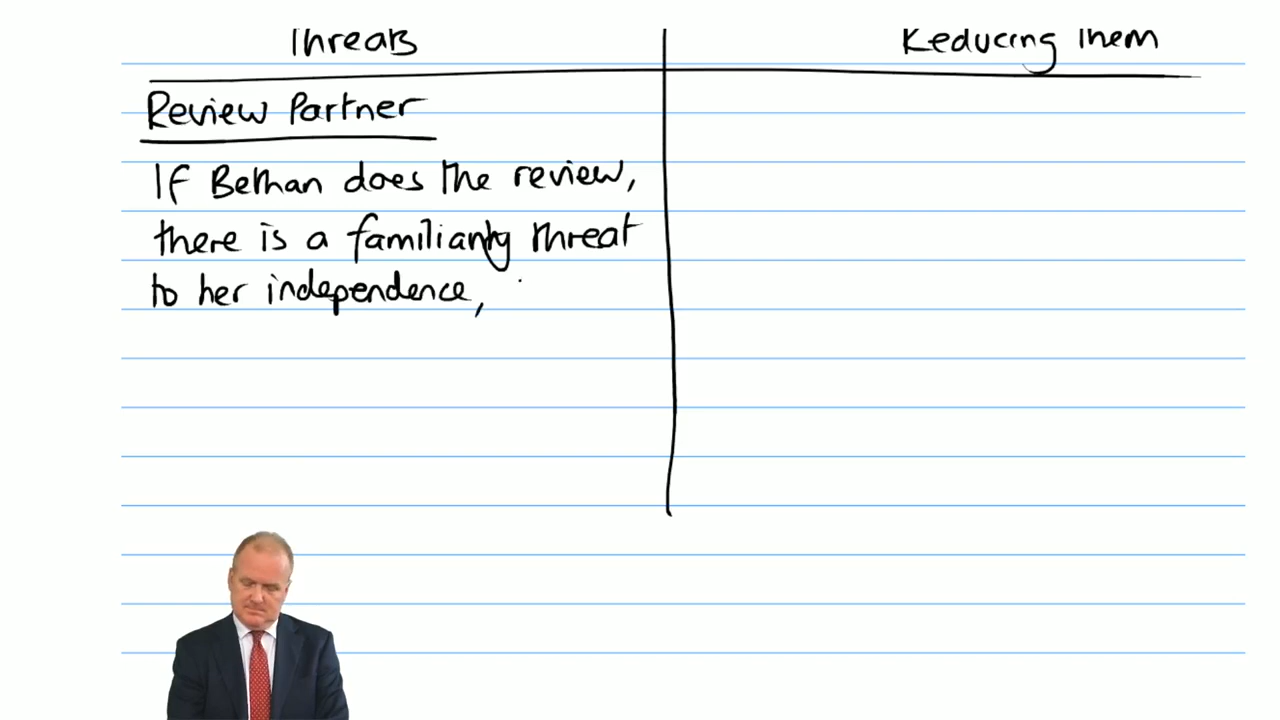 Threats
Reducing Them
Review Partner
If Bethan does the review,
there is a familiarity threat
to her independence,